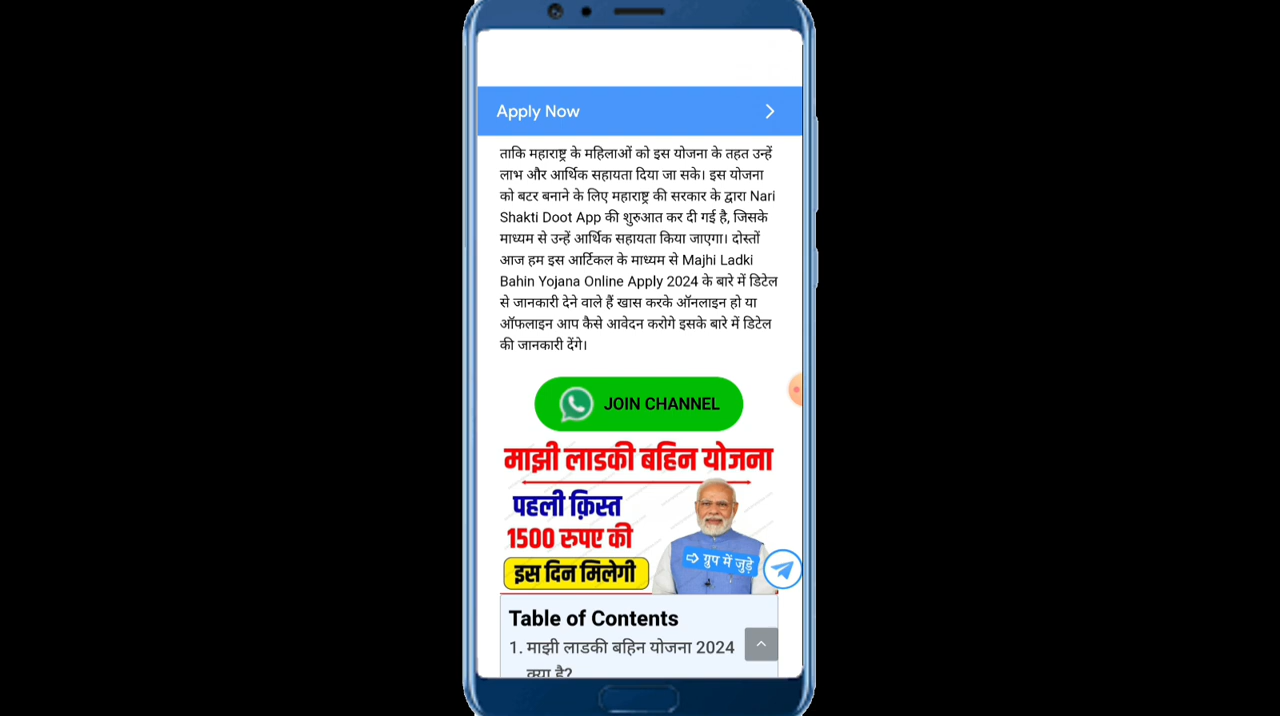 Apply Now
ताकि महाराष्ट्र के महिलाओं को इस योजना के तहत उन्हें
लाभ और आर्थिक सहायता दिया जा सके। इस योजना
को बटर बनाने के लिए महाराष्ट्र की सरकार के द्वारा Nari
Shakti Doot App की शुरुआत कर दी गई है, जिसके
माध्यम से उन्हें आर्थिक सहायता किया जाएगा। दोस्तों
आज हम इस आर्टिकल के माध्यम से Majhi Ladki
Bahin Yojana Online Apply 2024 के बारे में डिटेल
से जानकारी देने वाले हैं खास करके ऑनलाइन हो या
ऑफलाइन आप कैसे आवेदन करोगे इसके बारे में डिटेल
की जानकारी देंगे।
JOIN CHANNEL
माझी लाडकी बहिन योजना
पहली क़िस्त
1500 रुपए की
इस दिन मिलेगी
ग्रुप में जुड़े
Table of Contents
1. माझी लाडकी बहिन योजना 2024
क्या है?